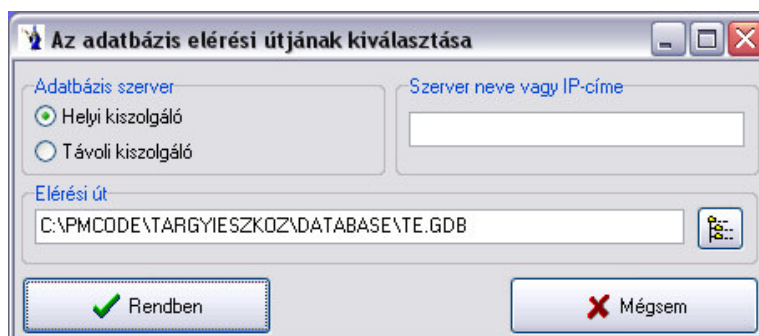 Az adatbázis elérési útjának kiválasztása
Adatbázis szerver
Helyi kiszolgáló
Távoli kiszolgáló
Szerver neve vagy IP-címe
Elérési út
C:\PMCODE\TARGYIESZKOZ\DATABASE\TE.GDB
Rendben
Mégsem